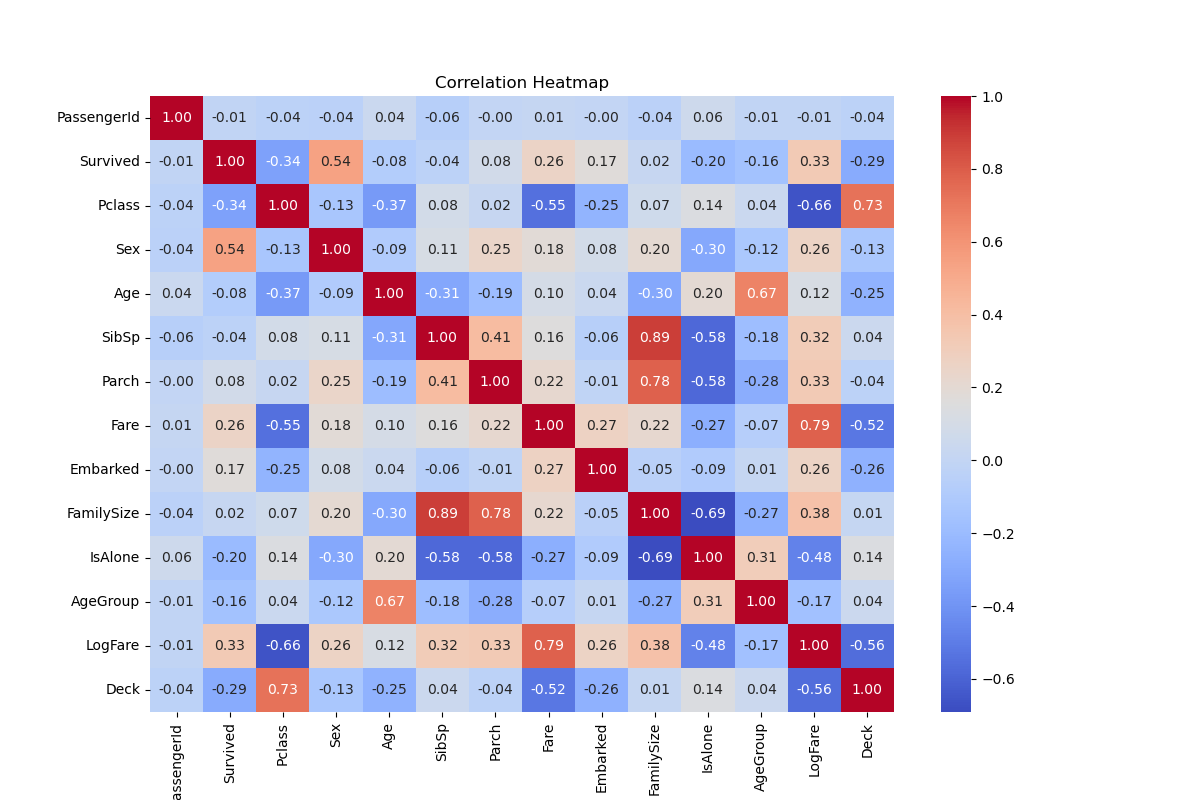 Correlation Heatmap
PassengerId 1.00 -0.01 -0.04 -0.04 0.04 -0.06 -0.00 0.01 -0.00 -0.04 0.06 -0.01 -0.01 -0.04
Survived -0.01 1.00 -0.34 0.54 -0.08 -0.04 0.08 0.26 0.17 0.02 -0.20 -0.16 0.33 -0.29
Pclass -0.04 -0.34 1.00 -0.13 -0.37 0.08 0.02 -0.55 -0.25 0.07 0.14 0.04 -0.66 0.73
Sex -0.04 0.54 -0.13 1.00 -0.09 0.11 0.25 0.18 0.08 0.20 -0.30 -0.12 0.26 -0.13
Age 0.04 -0.08 -0.37 -0.09 1.00 -0.31 -0.19 0.10 0.04 -0.30 0.20 0.67 0.12 -0.25
SibSp -0.06 -0.04 0.08 0.11 -0.31 1.00 0.41 0.16 -0.06 0.89 -0.58 -0.18 0.32 0.04
Parch -0.00 0.08 0.02 0.25 -0.19 0.41 1.00 0.22 -0.01 0.78 -0.58 -0.28 0.33 -0.04
Fare 0.01 0.26 -0.55 0.18 0.10 0.16 0.22 1.00 0.27 0.22 -0.27 -0.07 0.79 -0.52
Embarked -0.00 0.17 -0.25 0.08 0.04 -0.06 -0.01 0.27 1.00 -0.05 -0.09 0.01 0.26 -0.26
FamilySize -0.04 0.02 0.07 0.20 -0.30 0.89 0.78 0.22 -0.05 1.00 -0.69 -0.27 0.38 0.01
IsAlone 0.06 -0.20 0.14 -0.30 0.20 -0.58 -0.58 -0.27 -0.09 -0.69 1.00 0.31 -0.48 0.14
AgeGroup -0.01 -0.16 0.04 -0.12 0.67 -0.18 -0.28 -0.07 0.01 -0.27 0.31 1.00 -0.17 0.04
LogFare -0.01 0.33 -0.66 0.26 0.12 0.32 0.33 0.79 0.26 0.38 -0.48 -0.17 1.00 -0.56
Deck -0.04 -0.29 0.73 -0.13 -0.25 0.04 -0.04 -0.52 -0.26 0.01 0.14 0.04 -0.56 1.00
assengerId
Survived
Pclass
Sex
Age
SibSp
Parch
Fare
Embarked
FamilySize
IsAlone
AgeGroup
LogFare
Deck
1.0
0.8
0.6
0.4
0.2
0.0
−0.2
−0.4
−0.6